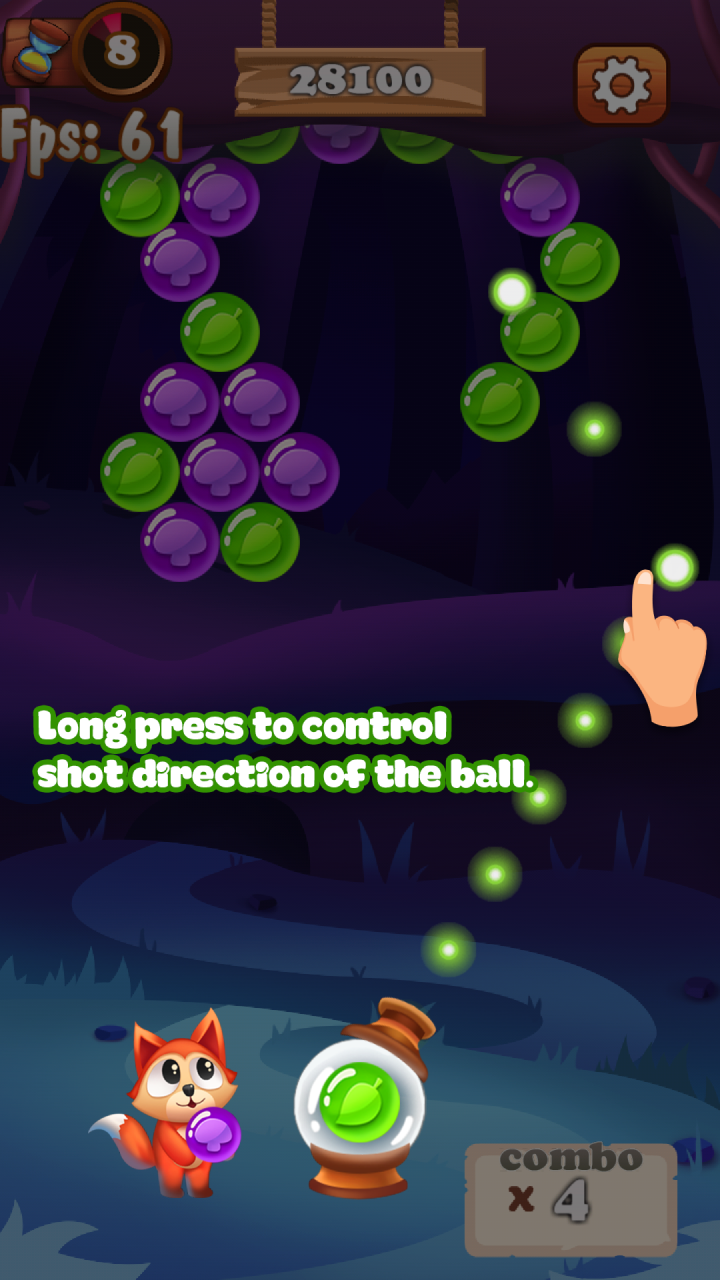 8
28100
Fps: 61
Long press to control
shot direction of the ball.
combo
x 4